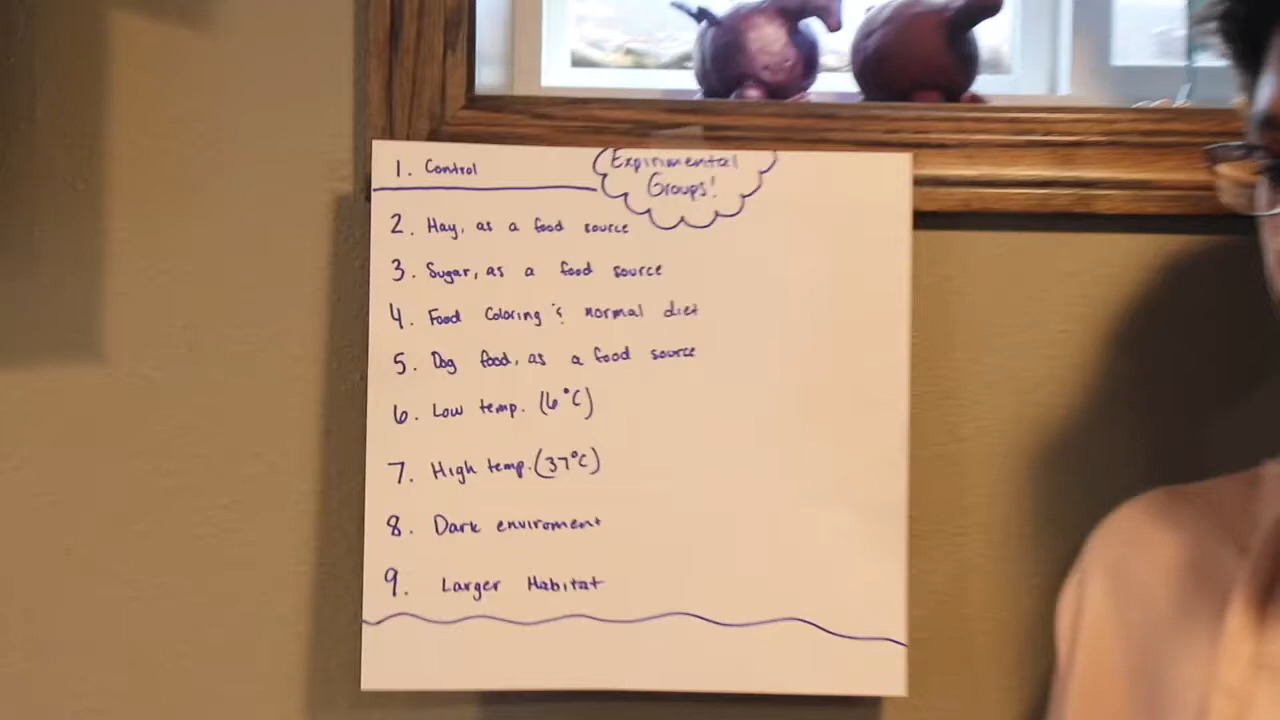 1. Control
Expirimental
Groups!
2. Hay, as a food source
3. Sugar, as a food source
4. Food Coloring & normal diet
5. Dog food, as a food source
6. Low temp. (6°C)
7. High temp. (37°C)
8. Dark enviroment
9. Larger Habitat